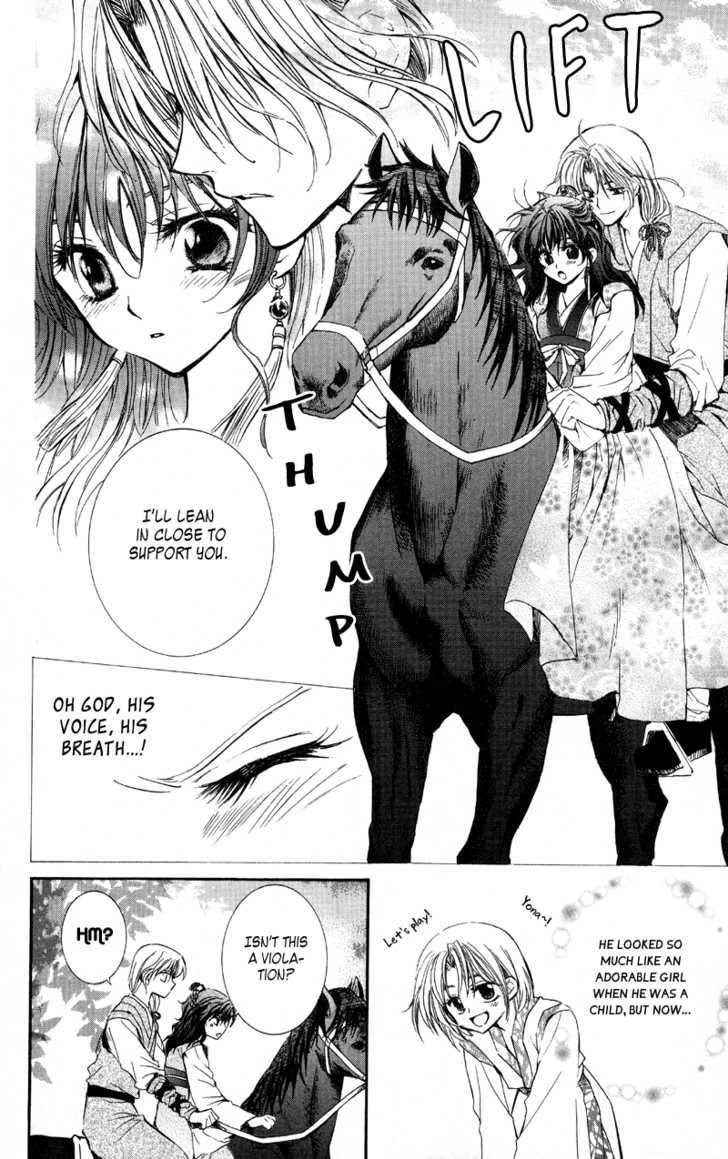 LIFT
THUMP
I'LL LEAN
IN CLOSE TO
SUPPORT YOU.
OH GOD, HIS
VOICE, HIS
BREATH...!
HM?
ISN'T THIS
A VIOLA-
TION?
Let's play!
Yona~!
HE LOOKED SO
MUCH LIKE AN
ADORABLE GIRL
WHEN HE WAS A
CHILD, BUT NOW...